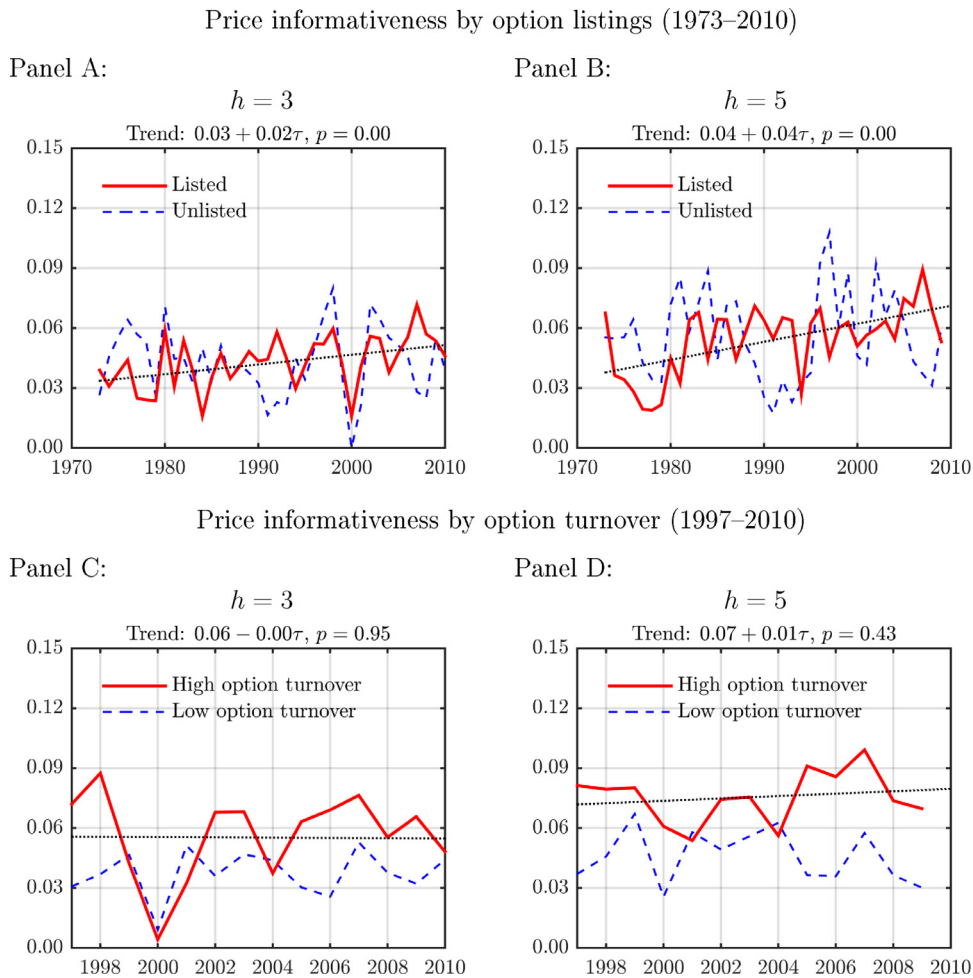 Price informativeness by option listings (1973–2010)
Panel A:
Panel B:
h = 3
h = 5
Trend: 0.03 + 0.02τ, p = 0.00
Trend: 0.04 + 0.04τ, p = 0.00
0.15
0.12
0.09
0.06
0.03
0.00
Listed
Unlisted
1970 1980 1990 2000 2010
0.15
0.12
0.09
0.06
0.03
0.00
Listed
Unlisted
1970 1980 1990 2000 2010
Price informativeness by option turnover (1997–2010)
Panel C:
Panel D:
h = 3
h = 5
Trend: 0.06 − 0.00τ, p = 0.95
Trend: 0.07 + 0.01τ, p = 0.43
0.15
0.12
0.09
0.06
0.03
0.00
High option turnover
Low option turnover
1998 2000 2002 2004 2006 2008 2010
0.15
0.12
0.09
0.06
0.03
0.00
High option turnover
Low option turnover
1998 2000 2002 2004 2006 2008 2010